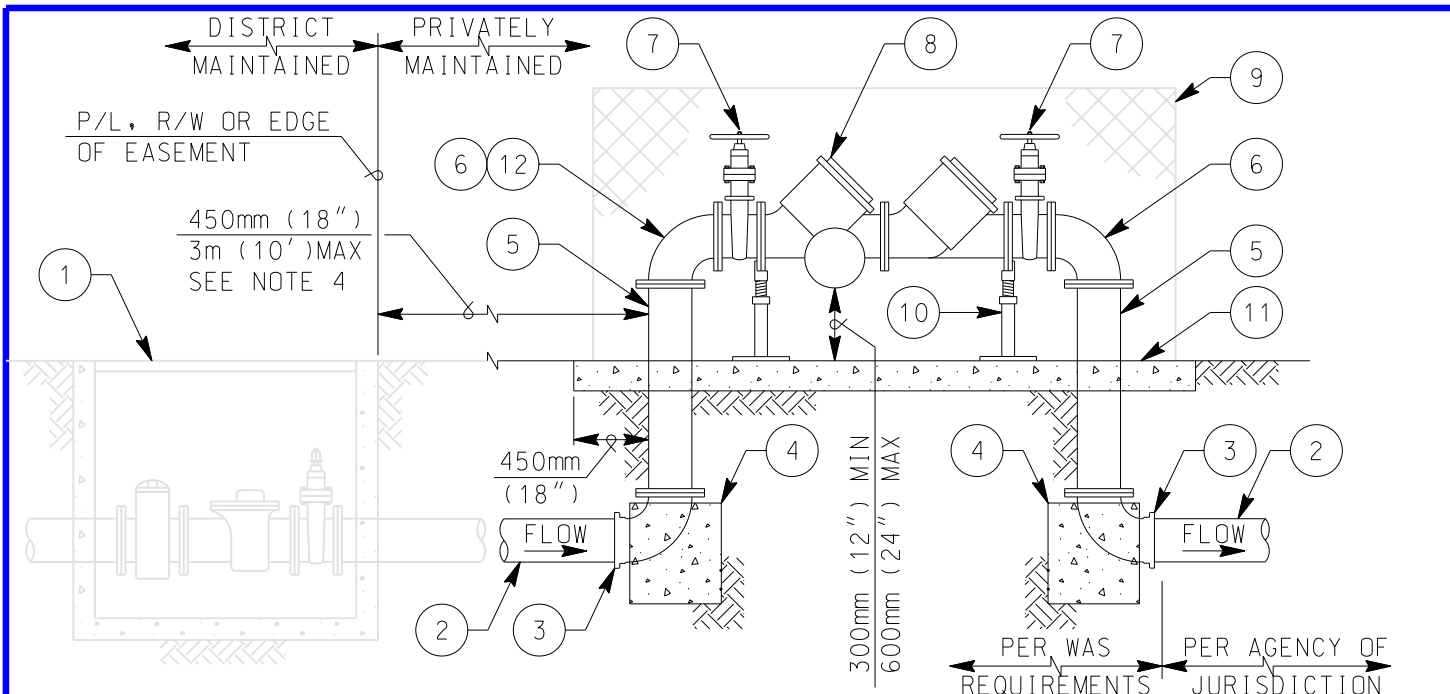 DISTRICT
MAINTAINED
PRIVATELY
MAINTAINED
P/L, R/W OR EDGE
OF EASEMENT
450mm (18")
3m (10')MAX
SEE NOTE 4
7
8
7
9
6
12
6
5
5
1
10
11
450mm
(18")
4
300mm (12") MIN
600mm (24") MAX
4
3
2
FLOW
FLOW
2
3
PER WAS
REQUIREMENTS
PER AGENCY OF
JURISDICTION